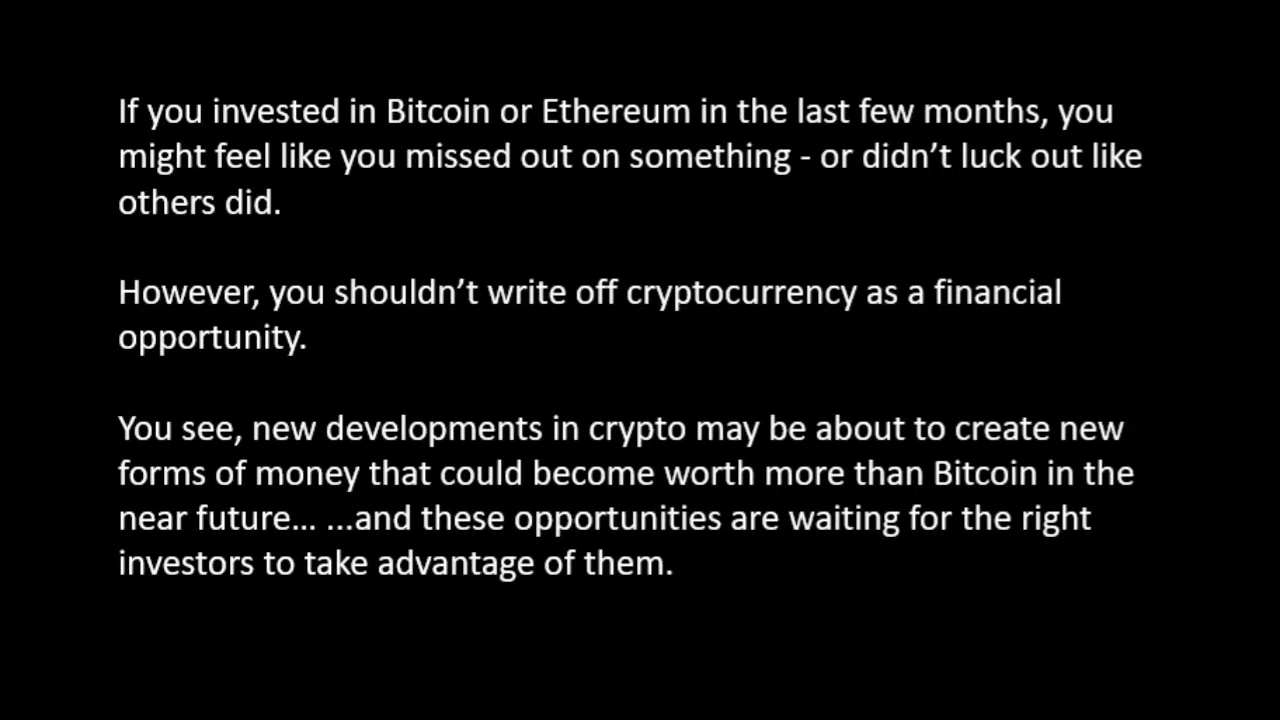 If you invested in Bitcoin or Ethereum in the last few months, you
might feel like you missed out on something - or didn’t luck out like
others did.
However, you shouldn’t write off cryptocurrency as a financial
opportunity.
You see, new developments in crypto may be about to create new
forms of money that could become worth more than Bitcoin in the
near future… ...and these opportunities are waiting for the right
investors to take advantage of them.